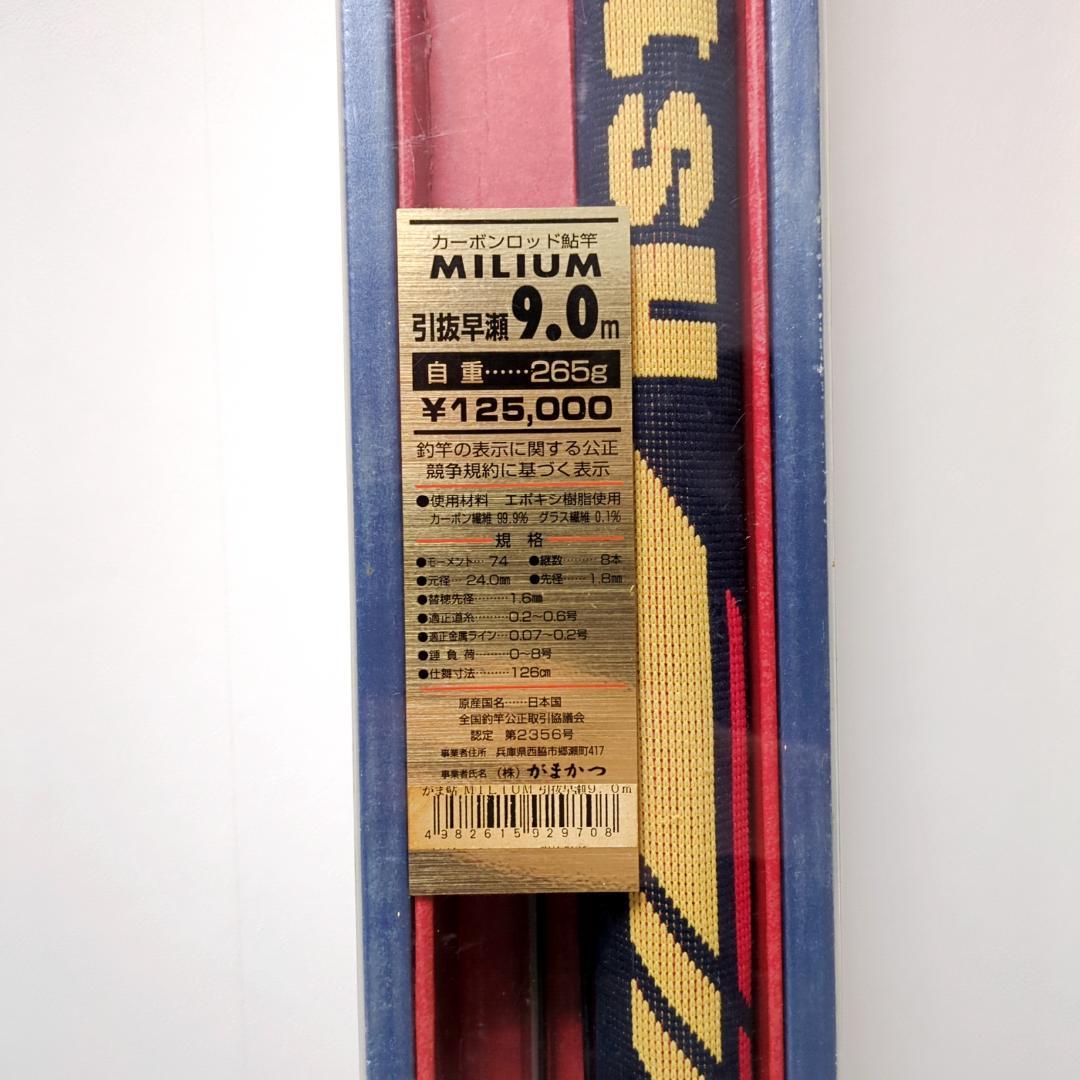 カーボンロッド鮎竿
MILIUM
引抜早瀬9.0m
自 重……265g
¥125,000
釣竿の表示に関する公正
競争規約に基づく表示
●使用材料 エポキシ樹脂使用
カーボン繊維 99.9% グラス繊維 0.1%
規 格
●モーメント… 74 ●継数……… 8本
●元径… 24.0㎜ ●先径…… 1.8㎜
●替穂先径……… 1.6㎜
●適正道糸………0.2～0.6号
●適正金属ライン…0.07～0.2号
●錘 負 荷………0～8号
●仕舞寸法……… 126㎝
原産国名……日本国
全国釣竿公正取引協議会
認定 第2356号
事業者住所 兵庫県西脇市郷瀬町417
事業者氏名 (株) がまかつ
がま鮎 MILIUM 引抜早瀬9.0m
4982615929708
SU